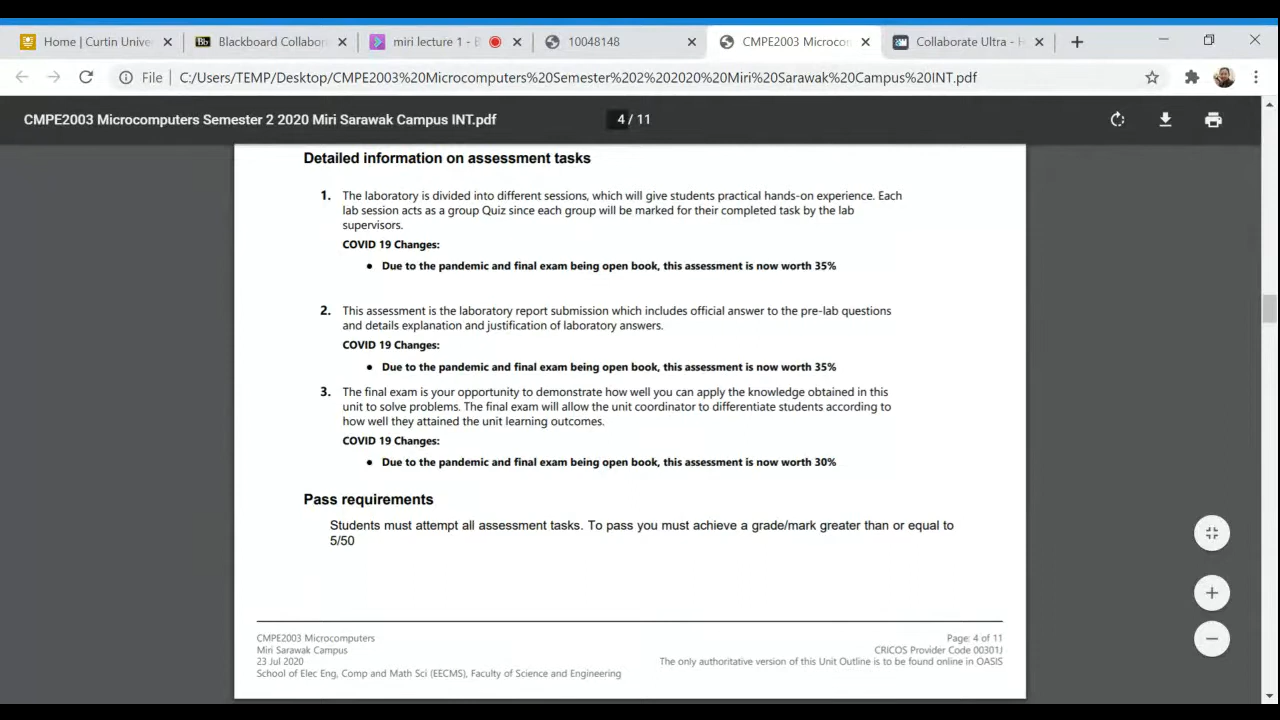 Home | Curtin Unive
Blackboard Collabor
miri lecture 1 - B
10048148
CMPE2003 Microcom
Collaborate Ultra - H
File | C:/Users/TEMP/Desktop/CMPE2003%20Microcomputers%20Semester%202%202020%20Miri%20Sarawak%20Campus%20INT.pdf
CMPE2003 Microcomputers Semester 2 2020 Miri Sarawak Campus INT.pdf
4 / 11
Detailed information on assessment tasks
1. The laboratory is divided into different sessions, which will give students practical hands-on experience. Each
lab session acts as a group Quiz since each group will be marked for their completed task by the lab
supervisors.
COVID 19 Changes:
• Due to the pandemic and final exam being open book, this assessment is now worth 35%
2. This assessment is the laboratory report submission which includes official answer to the pre-lab questions
and details explanation and justification of laboratory answers.
COVID 19 Changes:
• Due to the pandemic and final exam being open book, this assessment is now worth 35%
3. The final exam is your opportunity to demonstrate how well you can apply the knowledge obtained in this
unit to solve problems. The final exam will allow the unit coordinator to differentiate students according to
how well they attained the unit learning outcomes.
COVID 19 Changes:
• Due to the pandemic and final exam being open book, this assessment is now worth 30%
Pass requirements
Students must attempt all assessment tasks. To pass you must achieve a grade/mark greater than or equal to
5/50
CMPE2003 Microcomputers
Miri Sarawak Campus
23 Jul 2020
School of Elec Eng, Comp and Math Sci (EECMS), Faculty of Science and Engineering
Page: 4 of 11
CRICOS Provider Code 00301J
The only authoritative version of this Unit Outline is to be found online in OASIS